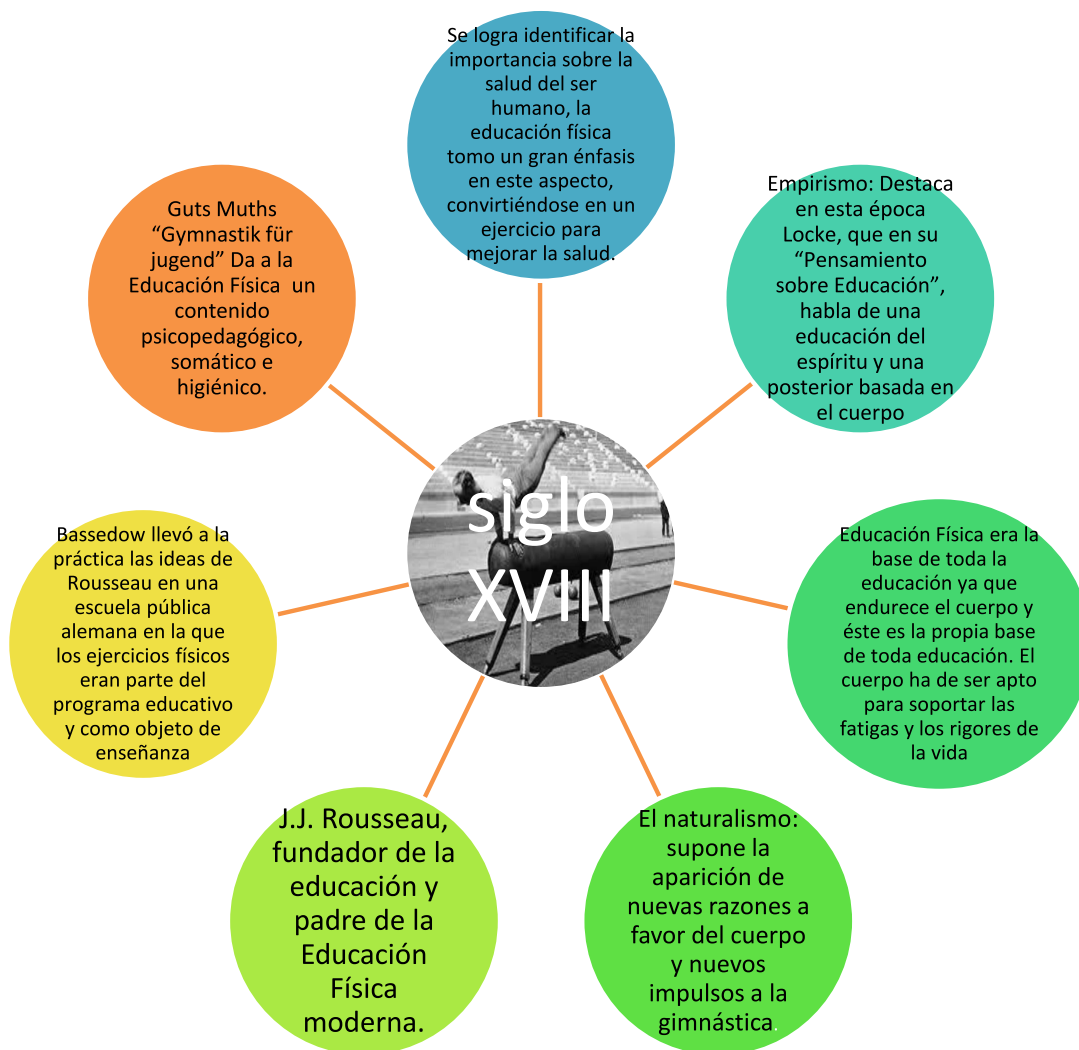 Se logra identificar la
importancia sobre la
salud del ser
humano, la
educación física
tomo un gran énfasis
en este aspecto,
convirtiéndose en un
ejercicio para
mejorar la salud.
Empirismo: Destaca
en esta época
Locke, que en su
“Pensamiento
sobre Educación”,
habla de una
educación del
espíritu y una
posterior basada en
el cuerpo
Educación Física era la
base de toda la
educación ya que
endurece el cuerpo y
éste es la propia base
de toda educación. El
cuerpo ha de ser apto
para soportar las
fatigas y los rigores de
la vida
El naturalismo:
supone la
aparición de
nuevas razones a
favor del cuerpo
y nuevos
impulsos a la
gimnástica.
J.J. Rousseau,
fundador de la
educación y
padre de la
Educación
Física
moderna.
Bassedow llevó a la
práctica las ideas de
Rousseau en una
escuela pública
alemana en la que
los ejercicios físicos
eran parte del
programa educativo
y como objeto de
enseñanza
Guts Muths
“Gymnastik für
jugend” Da a la
Educación Física un
contenido
psicopedagógico,
somático e
higiénico.
siglo
XVIII